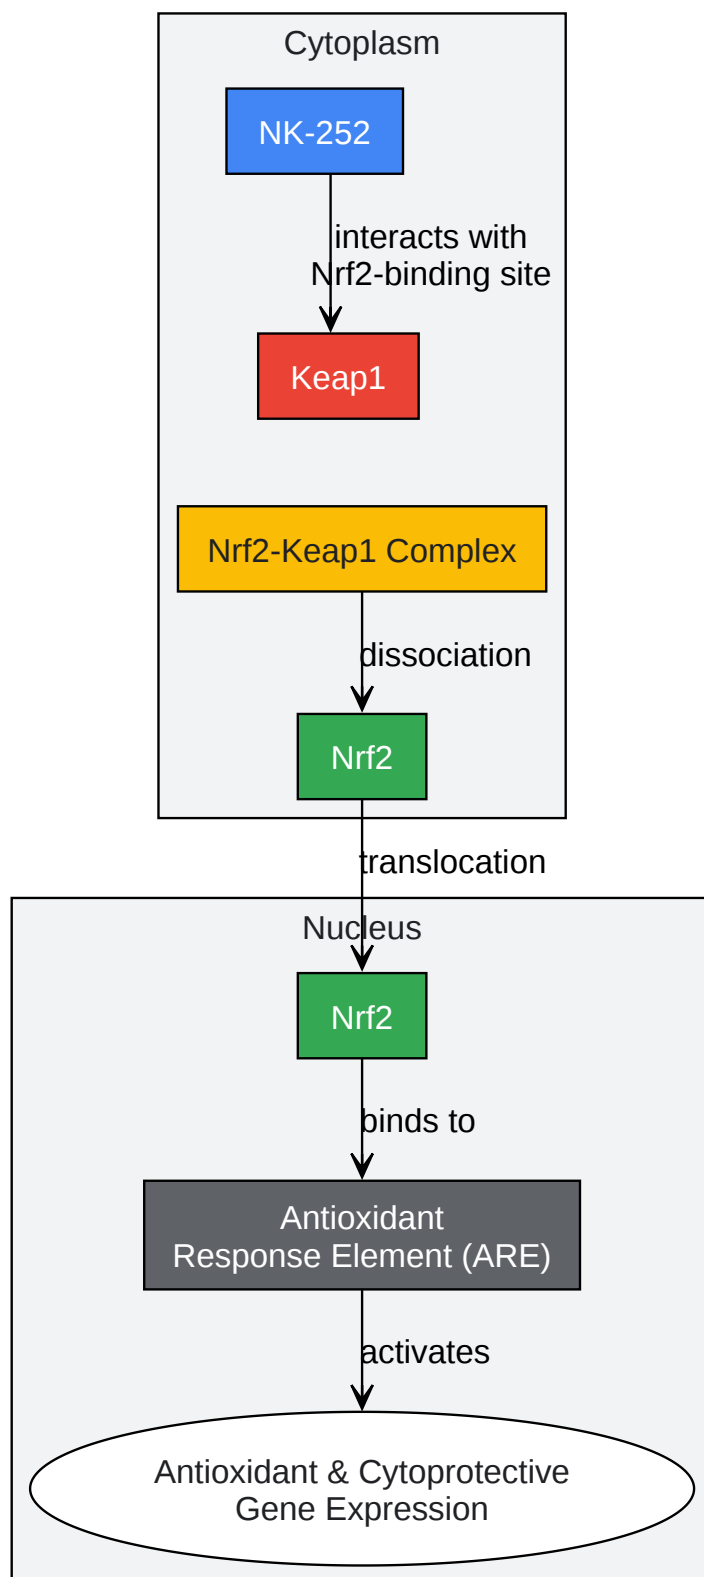 Cytoplasm
NK-252
interacts with
Nrf2-binding site
Keap1
Nrf2-Keap1 Complex
dissociation
Nrf2
translocation
Nucleus
Nrf2
binds to
Antioxidant
Response Element (ARE)
activates
Antioxidant & Cytoprotective
Gene Expression